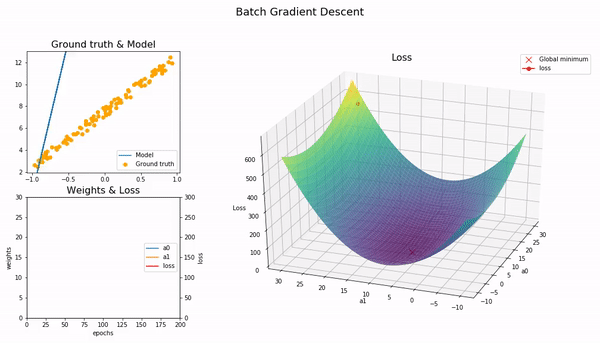 Batch Gradient Descent
Ground truth & Model
12
10
8
6
4
2
−1.0 −0.5 0.0 0.5 1.0
Model
Ground truth
Weights & Loss
30
25
20
15
10
5
0
weights
300
250
200
150
100
50
0
loss
a0
a1
loss
0 25 50 75 100 125 150 175 200
epochs
Loss
Global minimum
loss
600
500
400
300
200
100
0
Loss
30 25 20 15 10 5 0 −5 −10
a1
30
25
20
15
10
5
0
−5
−10
a0